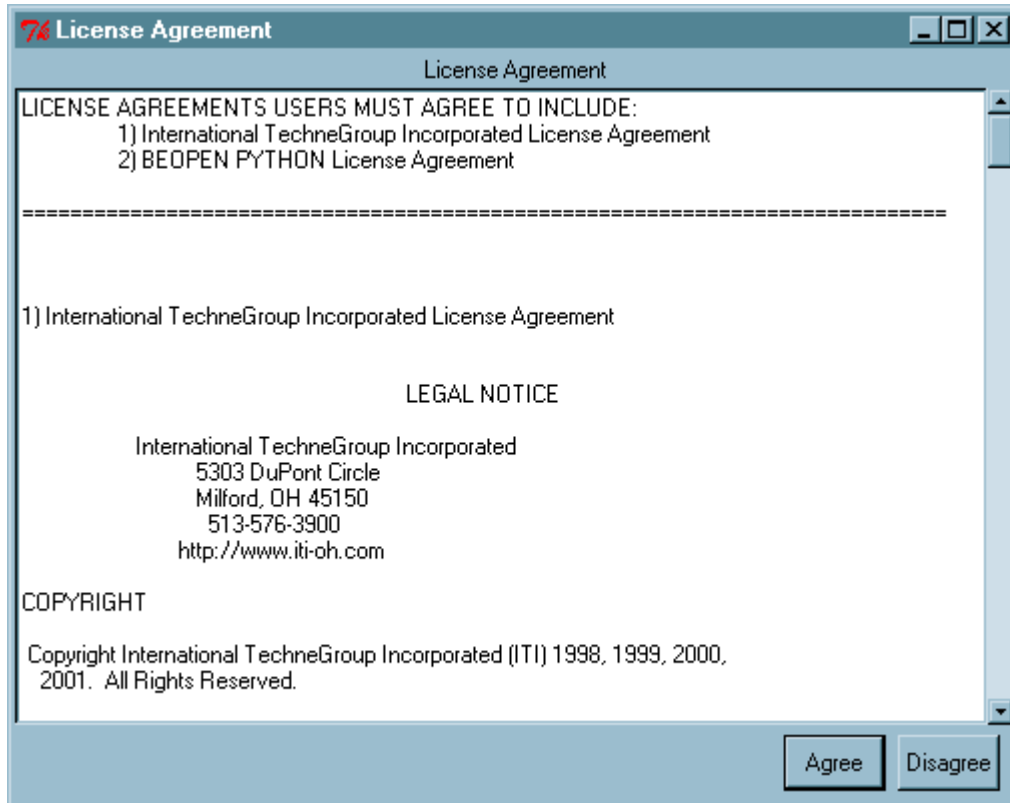 License Agreement
License Agreement
LICENSE AGREEMENTS USERS MUST AGREE TO INCLUDE:
1) International TechneGroup Incorporated License Agreement
2) BEOPEN PYTHON License Agreement
=============================================================================
1) International TechneGroup Incorporated License Agreement
LEGAL NOTICE
International TechneGroup Incorporated
5303 DuPont Circle
Milford, OH 45150
513-576-3900
http://www.iti-oh.com
COPYRIGHT
Copyright International TechneGroup Incorporated (ITI) 1998, 1999, 2000,
2001.  All Rights Reserved.
Agree
Disagree